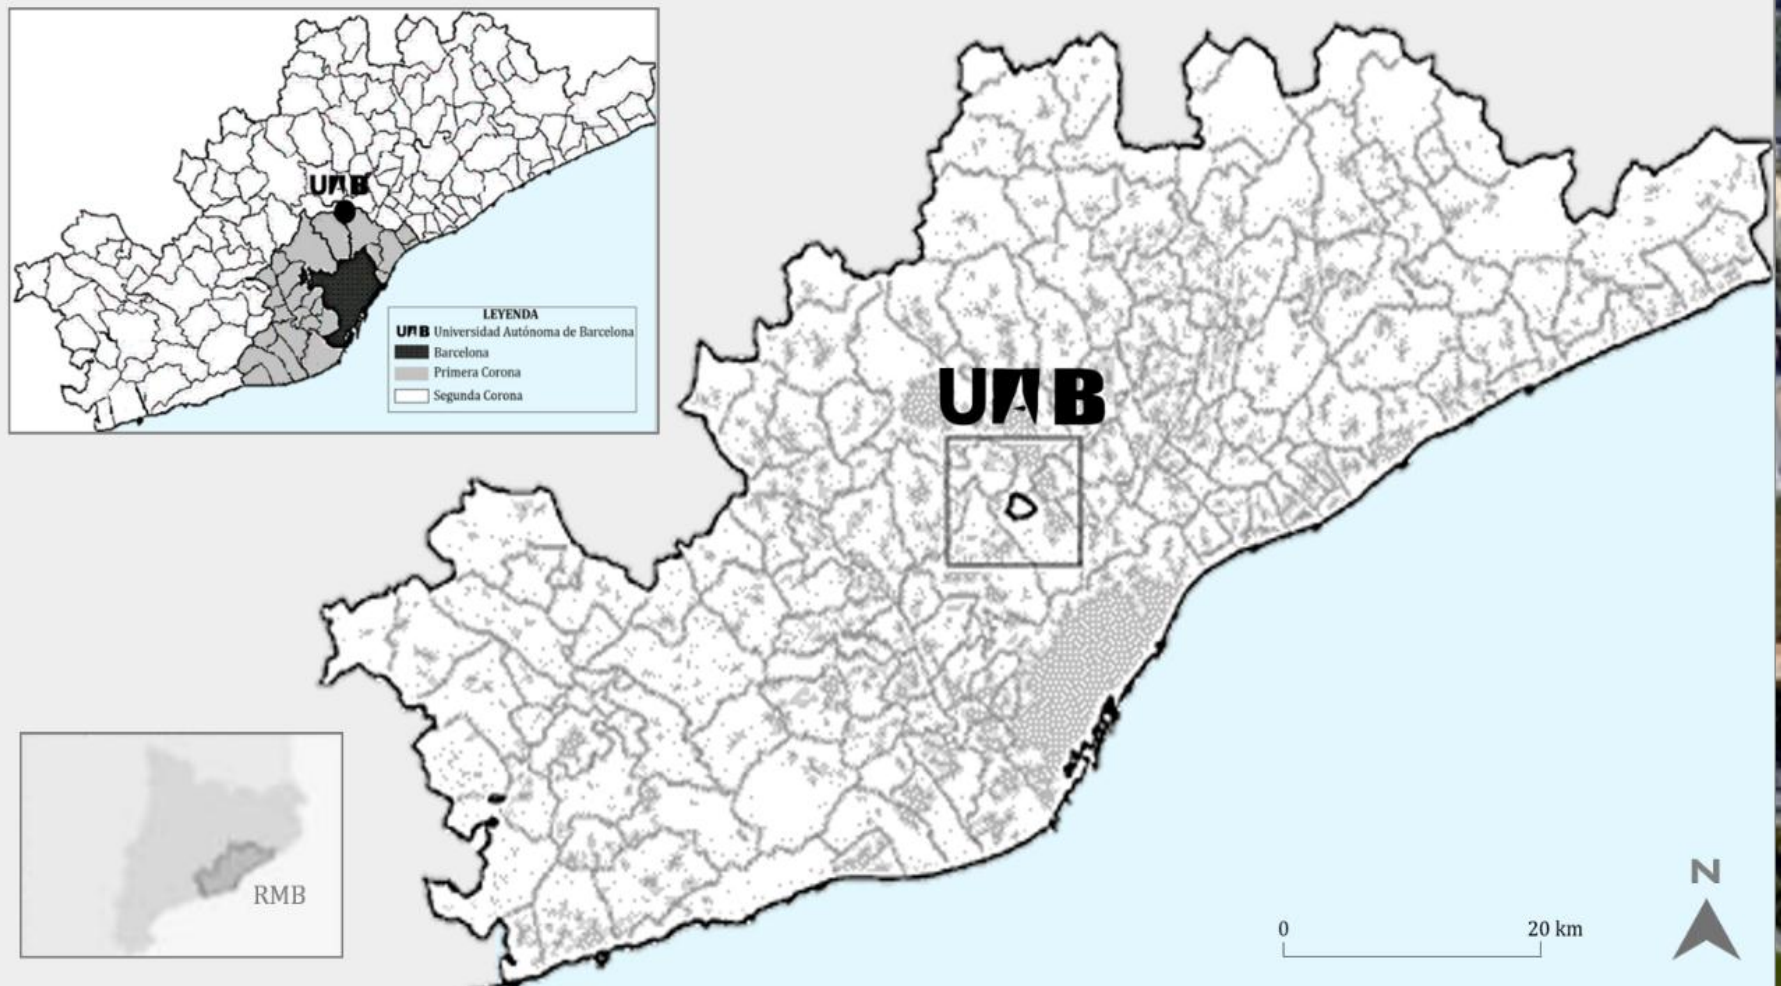 UAB
LEYENDA
UAB Universidad Autónoma de Barcelona
Barcelona
Primera Corona
Segunda Corona
UAB
RMB
0 20 km
N